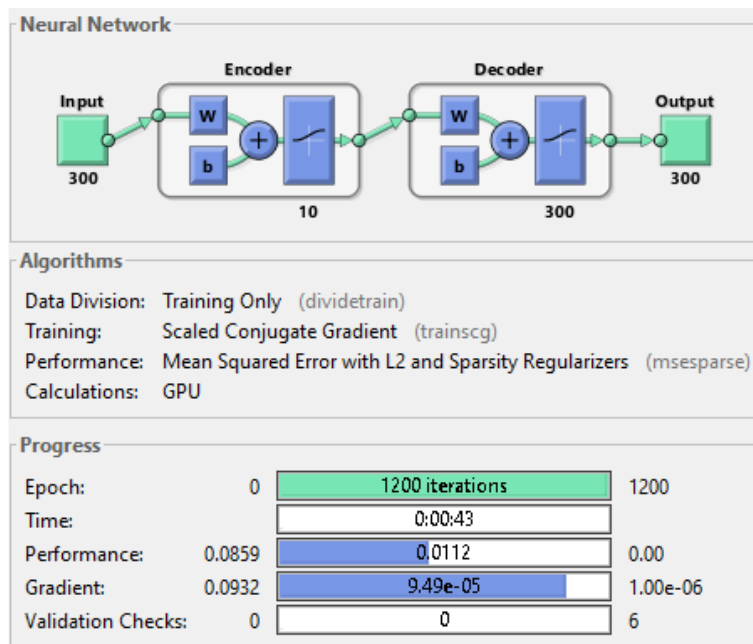 Neural Network
Encoder Decoder
Input W b + 10 W b + 300 Output
300 300
Algorithms
Data Division: Training Only (dividetrain)
Training: Scaled Conjugate Gradient (trainscg)
Performance: Mean Squared Error with L2 and Sparsity Regularizers (msesparse)
Calculations: GPU
Progress
Epoch: 0 1200 iterations 1200
Time: 0:00:43
Performance: 0.0859 0.0112 0.00
Gradient: 0.0932 9.49e-05 1.00e-06
Validation Checks: 0 0 6